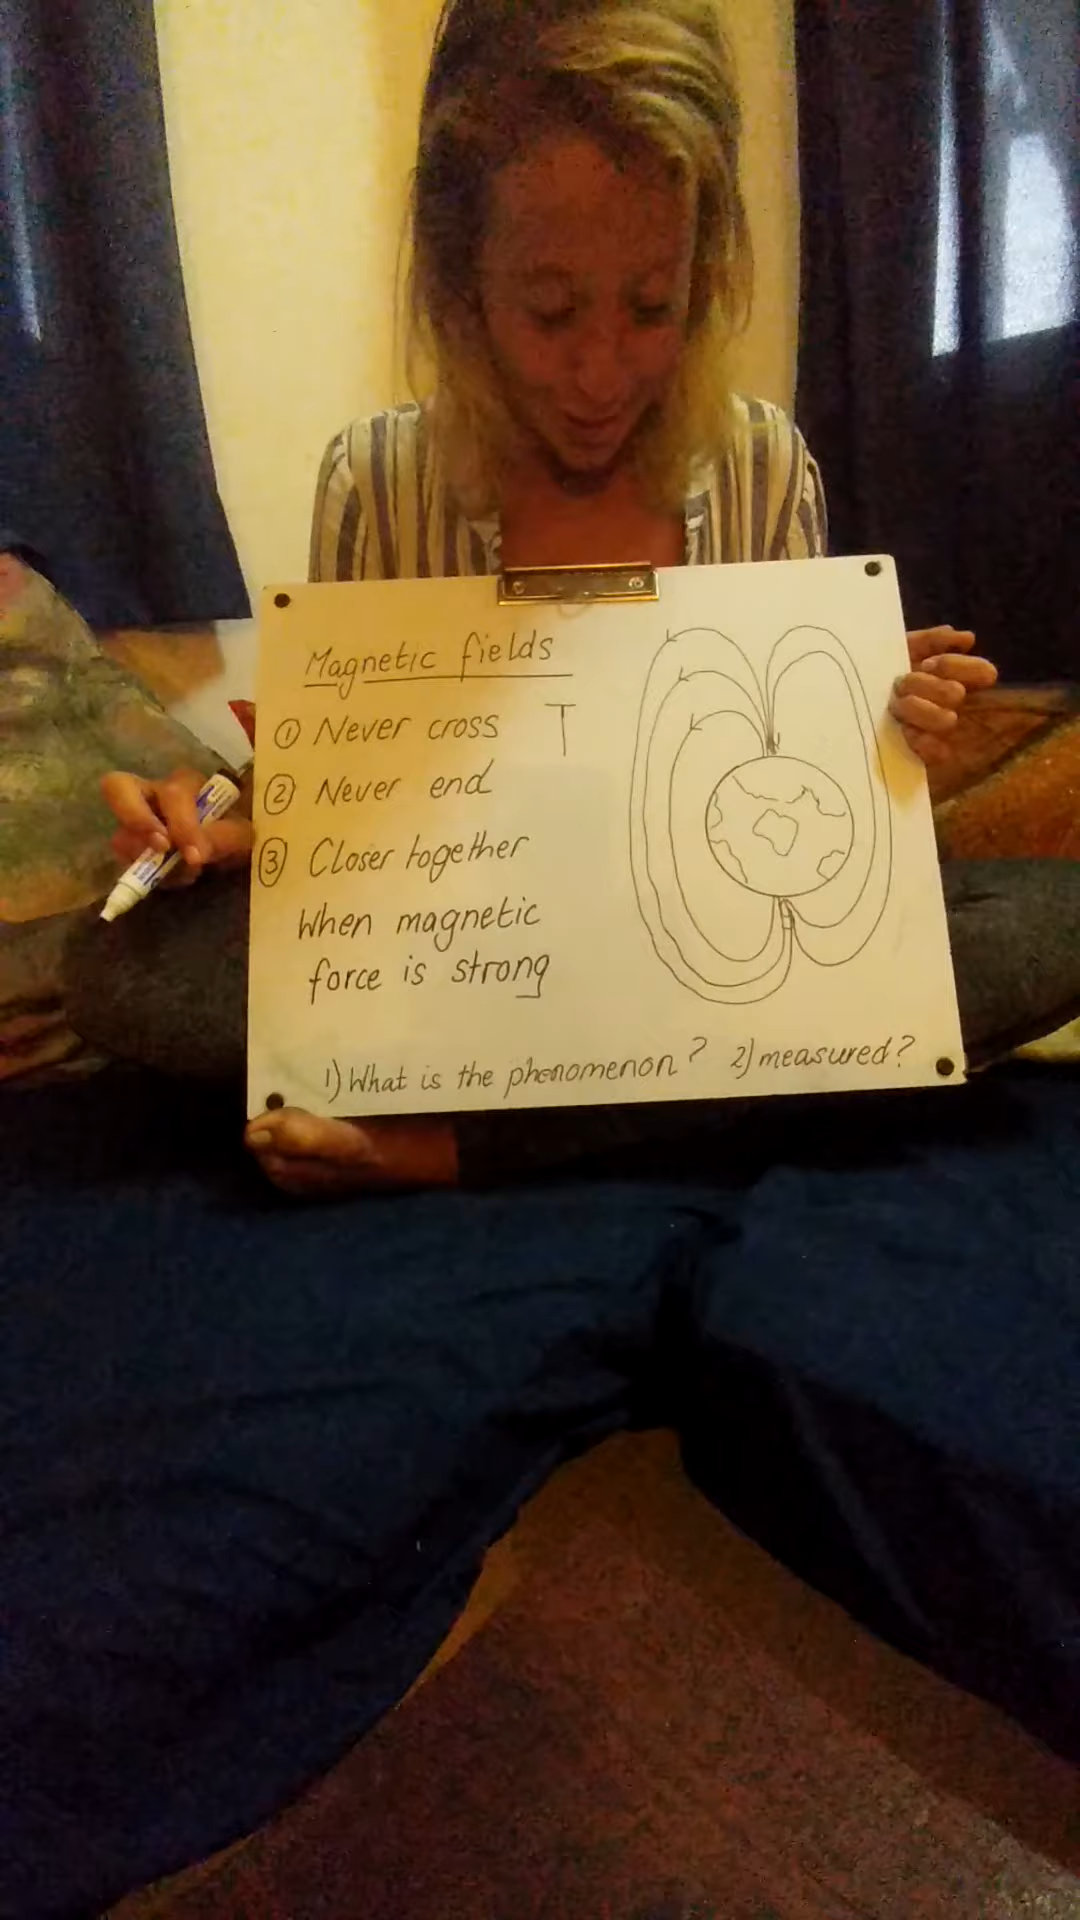 Magnetic fields
① Never cross T
② Never end
③ Closer together
When magnetic
force is strong
1) What is the phenomenon? 2) measured?